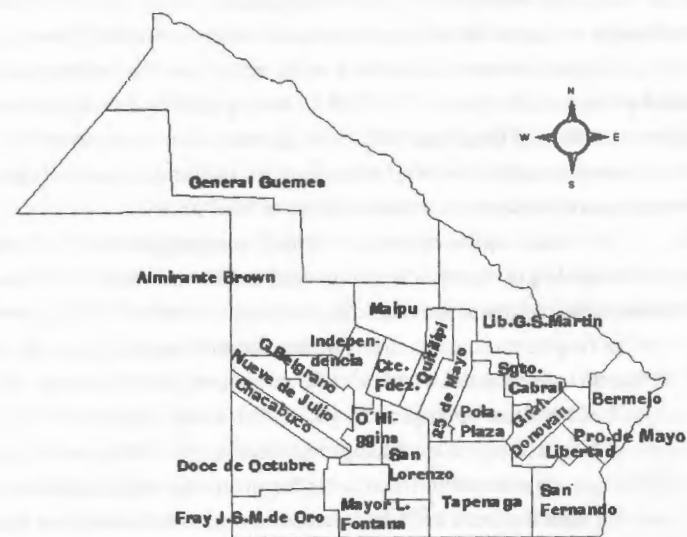 N
W E
S
General Guemes
Almirante Brown
Maipu
Lib.G.S.Martin
Indepen-
dencia
Quitilipi
G.Belgrano
Cte.
Fdez.
25 de Mayo
Sgto.
Cabral
Bermejo
Nueve de Julio
Chacabuco
O'Hi-
ggins
Pcia.
Plaza
Gral.
Donovan
Pro.de Mayo
Libertad
Doce de Octubre
San
Lorenzo
Mayor L.
Fontana
Tapenaga
San
Fernando
Fray J.S.M.de Oro